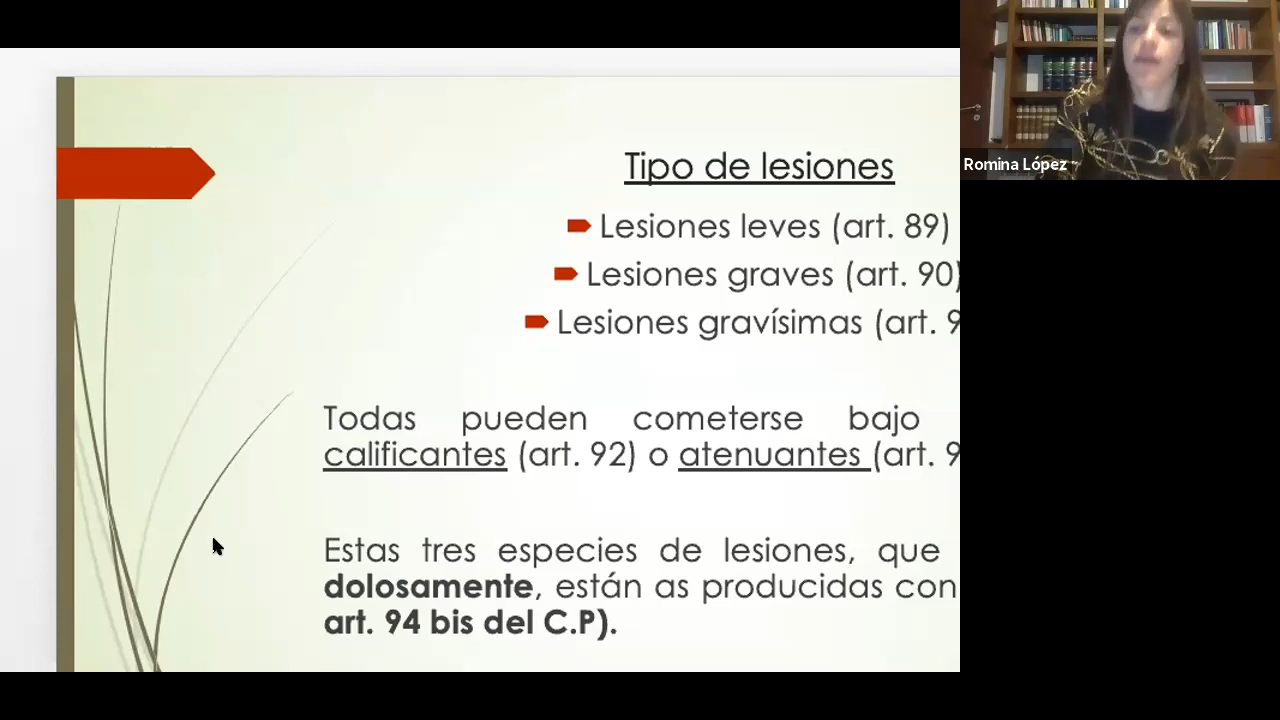 Tipo de lesiones
Lesiones leves (art. 89)
Lesiones graves (art. 90)
Lesiones gravísimas (art. 9
Todas pueden cometerse bajo
calificantes (art. 92) o atenuantes (art. 9
Estas tres especies de lesiones, que
dolosamente, están as producidas con
art. 94 bis del C.P).
Romina López